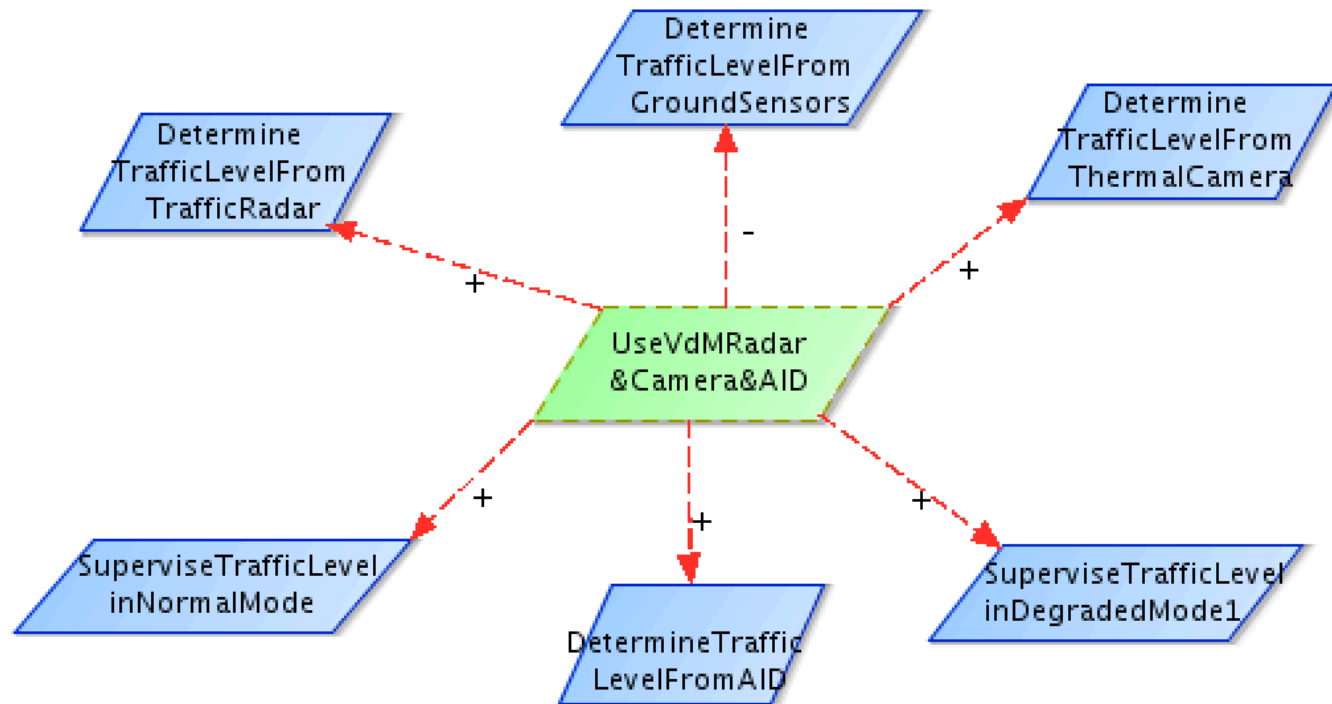 Determine
TrafficLevelFrom
GroundSensors
Determine
TrafficLevelFrom
ThermalCamera
Determine
TrafficLevelFrom
TrafficRadar
-
+
+
UseVdMRadar
&Camera&AID
+
+
+
SuperviseTrafficLevel
inNormalMode
DetermineTraffic
LevelFromAID
SuperviseTrafficLevel
inDegradedMode1